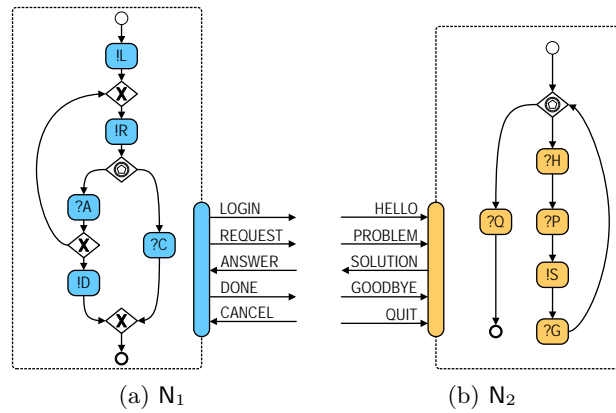 !L
X
!R
?A
?C
X
!D
X
LOGIN
REQUEST
ANSWER
DONE
CANCEL
HELLO
PROBLEM
SOLUTION
GOODBYE
QUIT
?H
?Q
?P
!S
?G
(a) N₁
(b) N₂